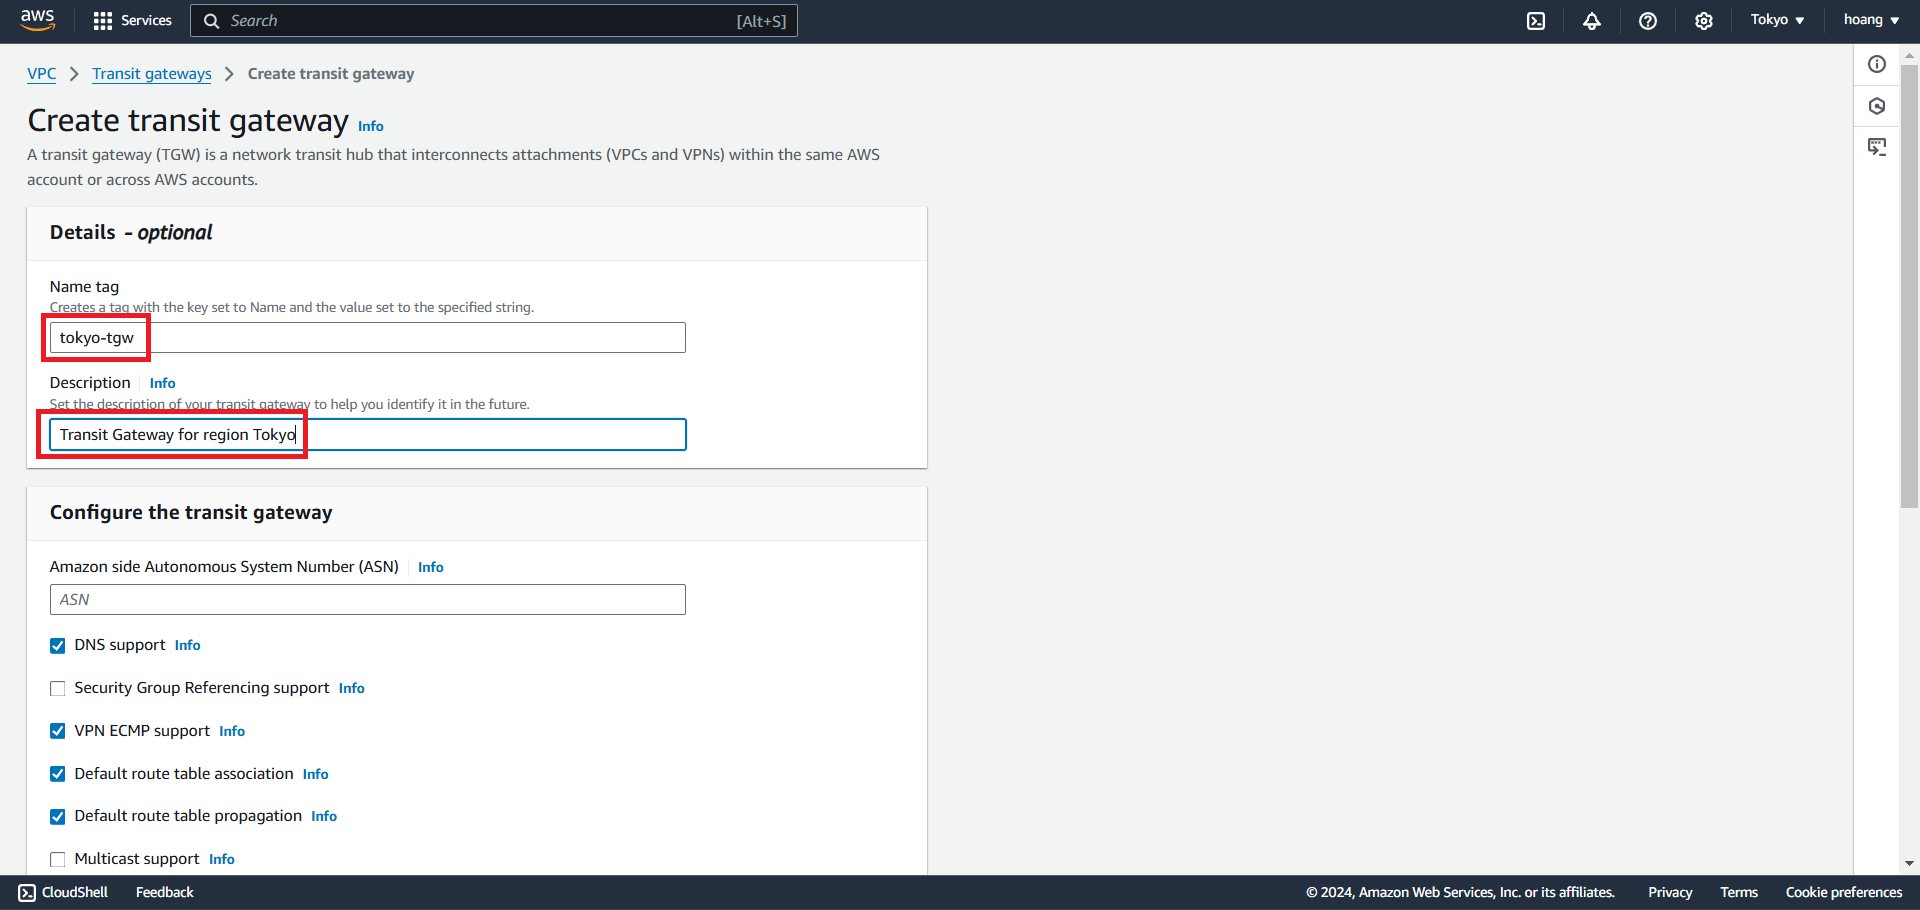 aws
Services
Search
[Alt+S]
Tokyo
hoang
VPC
Transit gateways
Create transit gateway
Create transit gateway Info
A transit gateway (TGW) is a network transit hub that interconnects attachments (VPCs and VPNs) within the same AWS
account or across AWS accounts.
Details - optional
Name tag
Creates a tag with the key set to Name and the value set to the specified string.
tokyo-tgw
Description Info
Set the description of your transit gateway to help you identify it in the future.
Transit Gateway for region Tokyo
Configure the transit gateway
Amazon side Autonomous System Number (ASN) Info
ASN
DNS support Info
Security Group Referencing support Info
VPN ECMP support Info
Default route table association Info
Default route table propagation Info
Multicast support Info
CloudShell
Feedback
© 2024, Amazon Web Services, Inc. or its affiliates.
Privacy
Terms
Cookie preferences